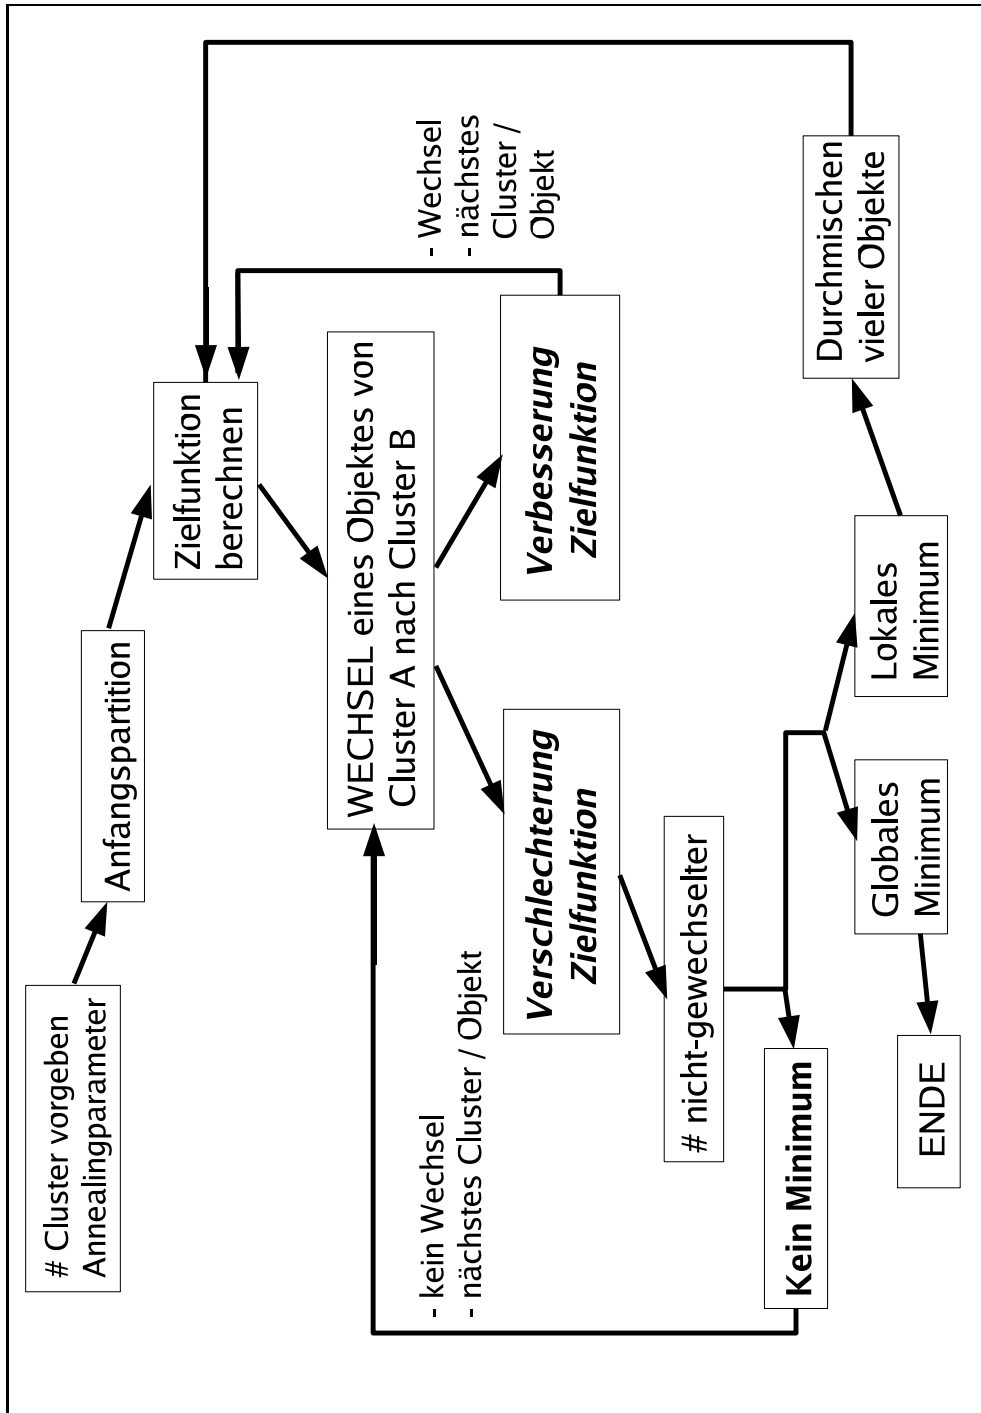 # Cluster vorgeben
Annealingparameter
Anfangspartition
Zielfunktion
berechnen
WECHSEL eines Objektes von
Cluster A nach Cluster B
- kein Wechsel
- nächstes Cluster / Objekt
- Wechsel
- nächstes
Cluster /
Objekt
Verschlechterung
Zielfunktion
Verbesserung
Zielfunktion
# nicht-gewechselter
Kein Minimum
Globales
Minimum
Lokales
Minimum
Durchmischen
vieler Objekte
ENDE